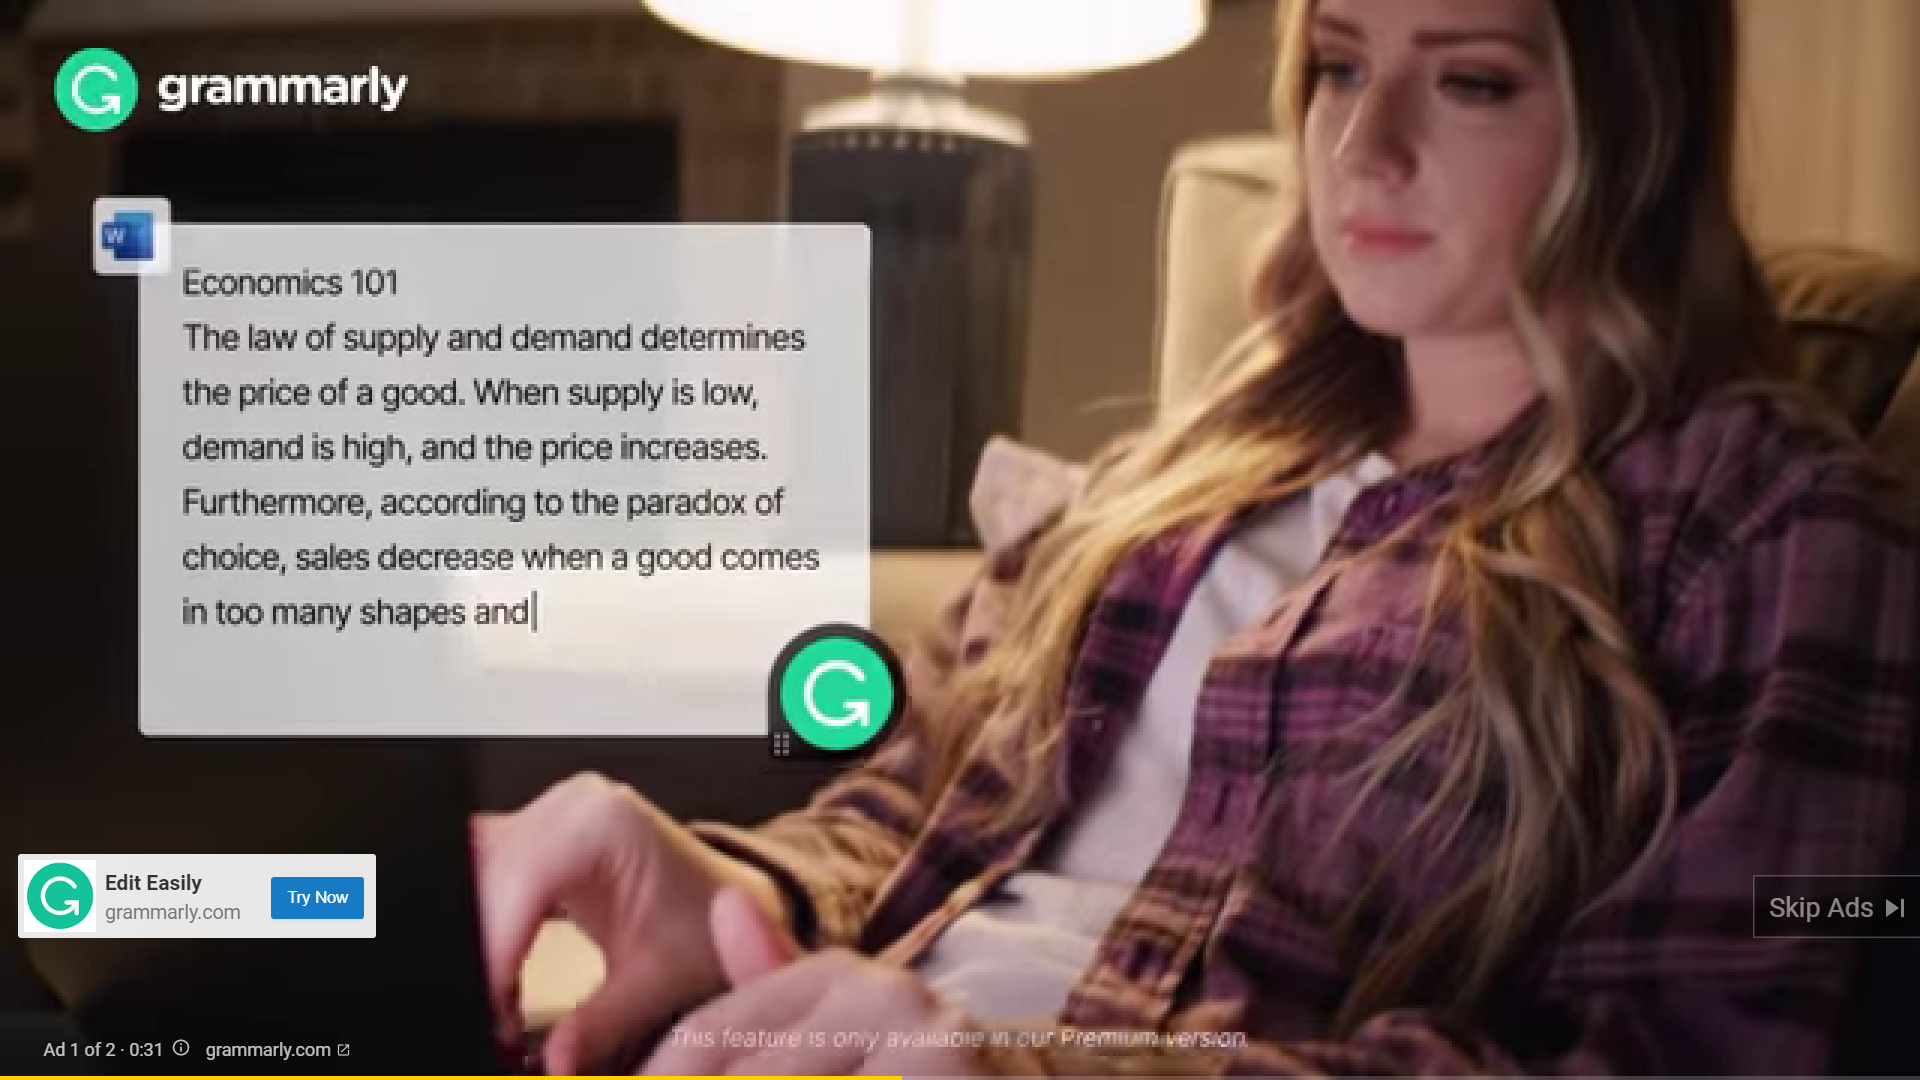 grammarly
W
Economics 101
The law of supply and demand determines
the price of a good. When supply is low,
demand is high, and the price increases.
Furthermore, according to the paradox of
choice, sales decrease when a good comes
in too many shapes and
Edit Easily
grammarly.com
Try Now
Skip Ads
This feature is only available in our Premium version.
Ad 1 of 2 · 0:31
grammarly.com